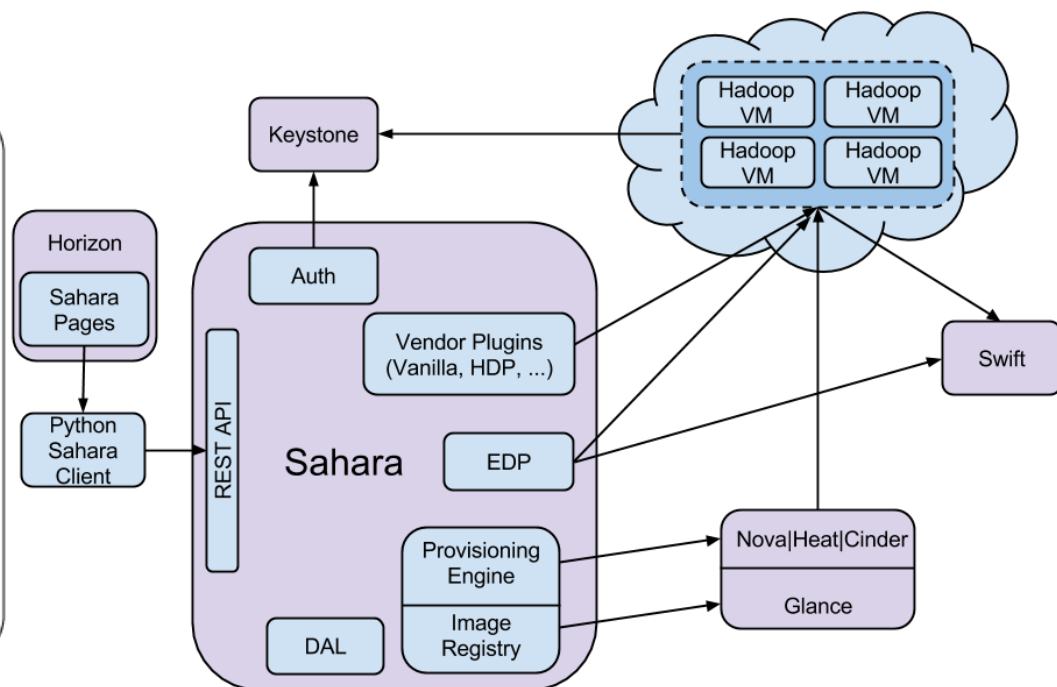 Hadoop
VM
Hadoop
VM
Hadoop
VM
Hadoop
VM
Keystone
Horizon
Sahara
Pages
Auth
Vendor Plugins
(Vanilla, HDP, ...)
Swift
Python
Sahara
Client
REST API
Sahara
EDP
Provisioning
Engine
Image
Registry
Nova|Heat|Cinder
Glance
DAL